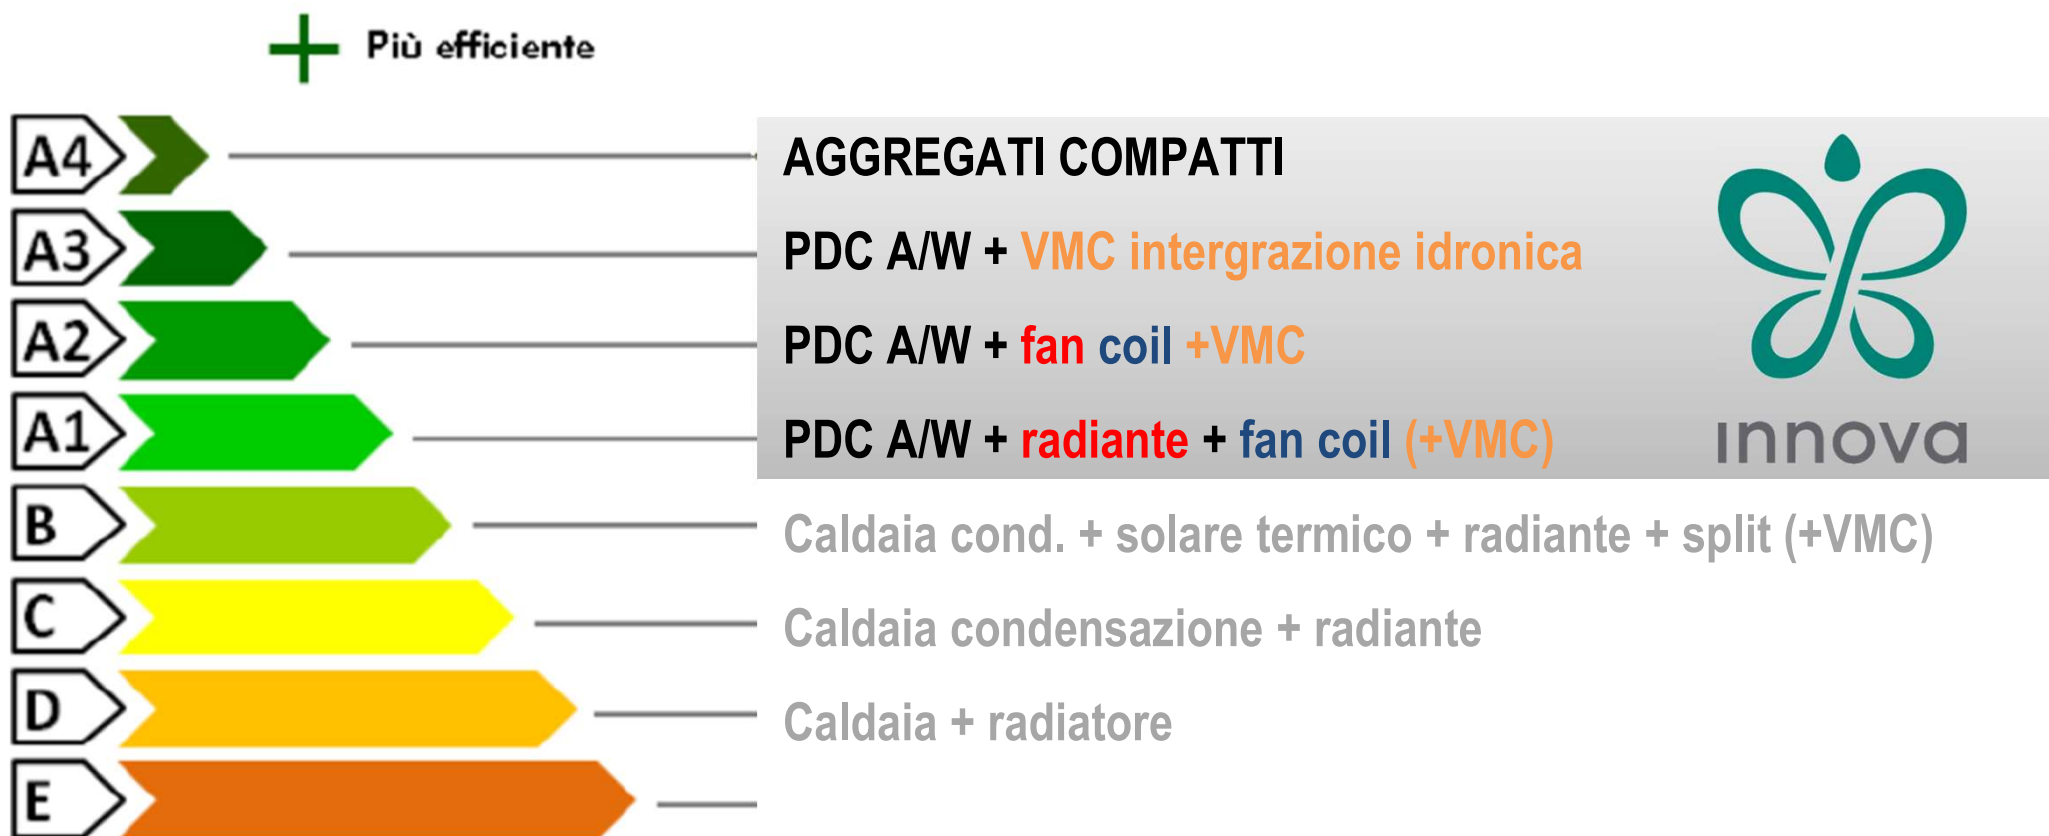 Più efficiente
A4 AGGREGATI COMPATTI
A3 PDC A/W + VMC intergrazione idronica
A2 PDC A/W + fan coil +VMC
A1 PDC A/W + radiante + fan coil (+VMC)
innova
B Caldaia cond. + solare termico + radiante + split (+VMC)
C Caldaia condensazione + radiante
D Caldaia + radiatore
E